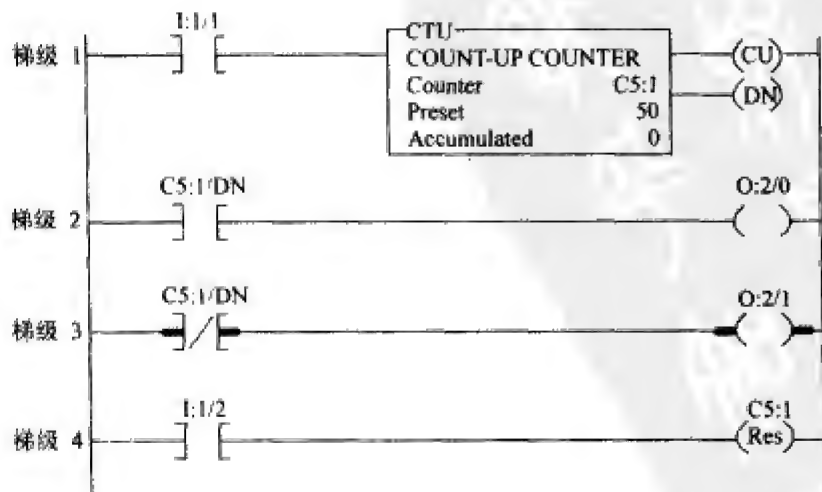 I:1/1
梯级 1
CTU
COUNT-UP COUNTER
Counter C5:1
Preset 50
Accumulated 0
CU
DN
C5:1/DN O:2/0
梯级 2
C5:1/DN O:2/1
梯级 3
I:1/2 C5:1
梯级 4
Res